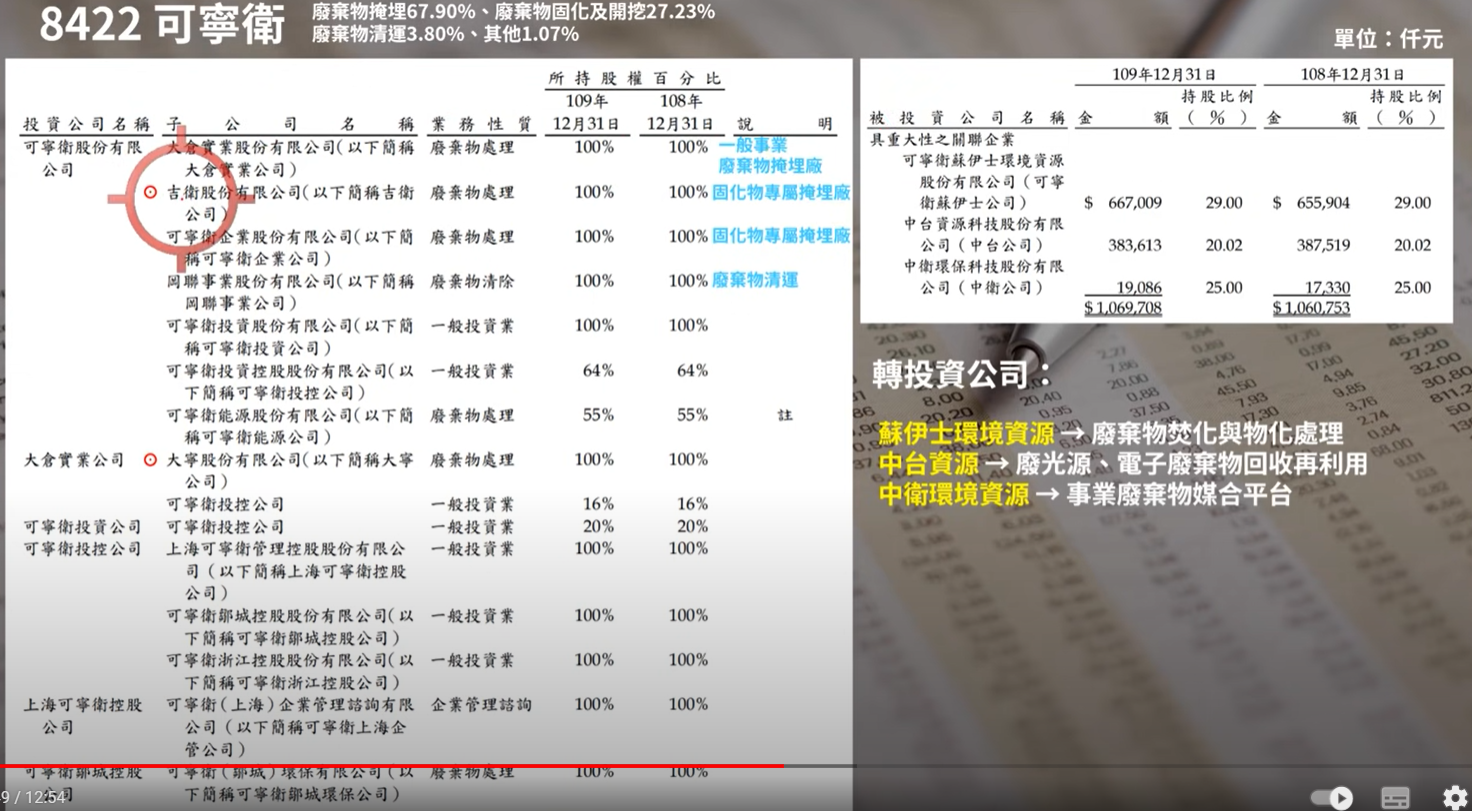 8422 可寧衛
廢棄物掩埋67.90%、廢棄物固化及開挖27.23%
廢棄物清運3.80%、其他1.07%
單位：仟元
所持股權百分比
109年 108年
投資公司名稱 子公司名稱 業務性質 12月31日 12月31日 說明
可寧衛股份有限 大倉實業股份有限公司(以下簡稱 廢棄物處理 100% 100% 一般事業
公司 大倉實業公司) 廢棄物掩埋廠
吉衛股份有限公司(以下簡稱吉衛 廢棄物處理 100% 100% 固化物專屬掩埋廠
公司)
可寧衛企業股份有限公司(以下簡 廢棄物處理 100% 100% 固化物專屬掩埋廠
稱可寧衛企業公司)
岡聯事業股份有限公司(以下簡稱 廢棄物清除 100% 100% 廢棄物清運
岡聯事業公司)
可寧衛投資股份有限公司(以下簡 一般投資業 100% 100%
稱可寧衛投資公司)
可寧衛投資控股股份有限公司(以 一般投資業 64% 64%
下簡稱可寧衛投控公司)
可寧衛能源股份有限公司(以下簡 廢棄物處理 55% 55% 註
稱可寧衛能源公司)
大倉實業公司 大寧股份有限公司(以下簡稱大寧 廢棄物處理 100% 100%
公司)
可寧衛投控公司 一般投資業 16% 16%
可寧衛投資公司 可寧衛投控公司 一般投資業 20% 20%
可寧衛投控公司 上海可寧衛管理控股股份有限公 一般投資業 100% 100%
司(以下簡稱上海可寧衛控股
公司)
可寧衛鄒城控股股份有限公司(以 一般投資業 100% 100%
下簡稱可寧衛鄒城控股公司)
可寧衛浙江控股股份有限公司(以 一般投資業 100% 100%
下簡稱可寧衛浙江控股公司)
上海可寧衛控股 可寧衛(上海)企業管理諮詢有限 企業管理諮詢 100% 100%
公司 公司(以下簡稱可寧衛上海企
管公司)
可寧衛鄒城控股 可寧衛(鄒城)環保有限公司(以 廢棄物處理 100% 100%
公司 下簡稱可寧衛鄒城環保公司)
109年12月31日 108年12月31日
持股比例 持股比例
被投資公司名稱 金額 (%) 金額 (%)
具重大性之關聯企業
可寧衛蘇伊士環境資源
股份有限公司(可寧
衛蘇伊士公司) $ 667,009 29.00 $ 655,904 29.00
中台資源科技股份有限
公司(中台公司) 383,613 20.02 387,519 20.02
中衛環保科技股份有限
公司(中衛公司) 19,086 25.00 17,330 25.00
$ 1,069,708 $ 1,060,753
轉投資公司：
蘇伊士環境資源 → 廢棄物焚化與物化處理
中台資源 → 廢光源、電子廢棄物回收再利用
中衛環境資源 → 事業廢棄物媒合平台
9 / 12:54